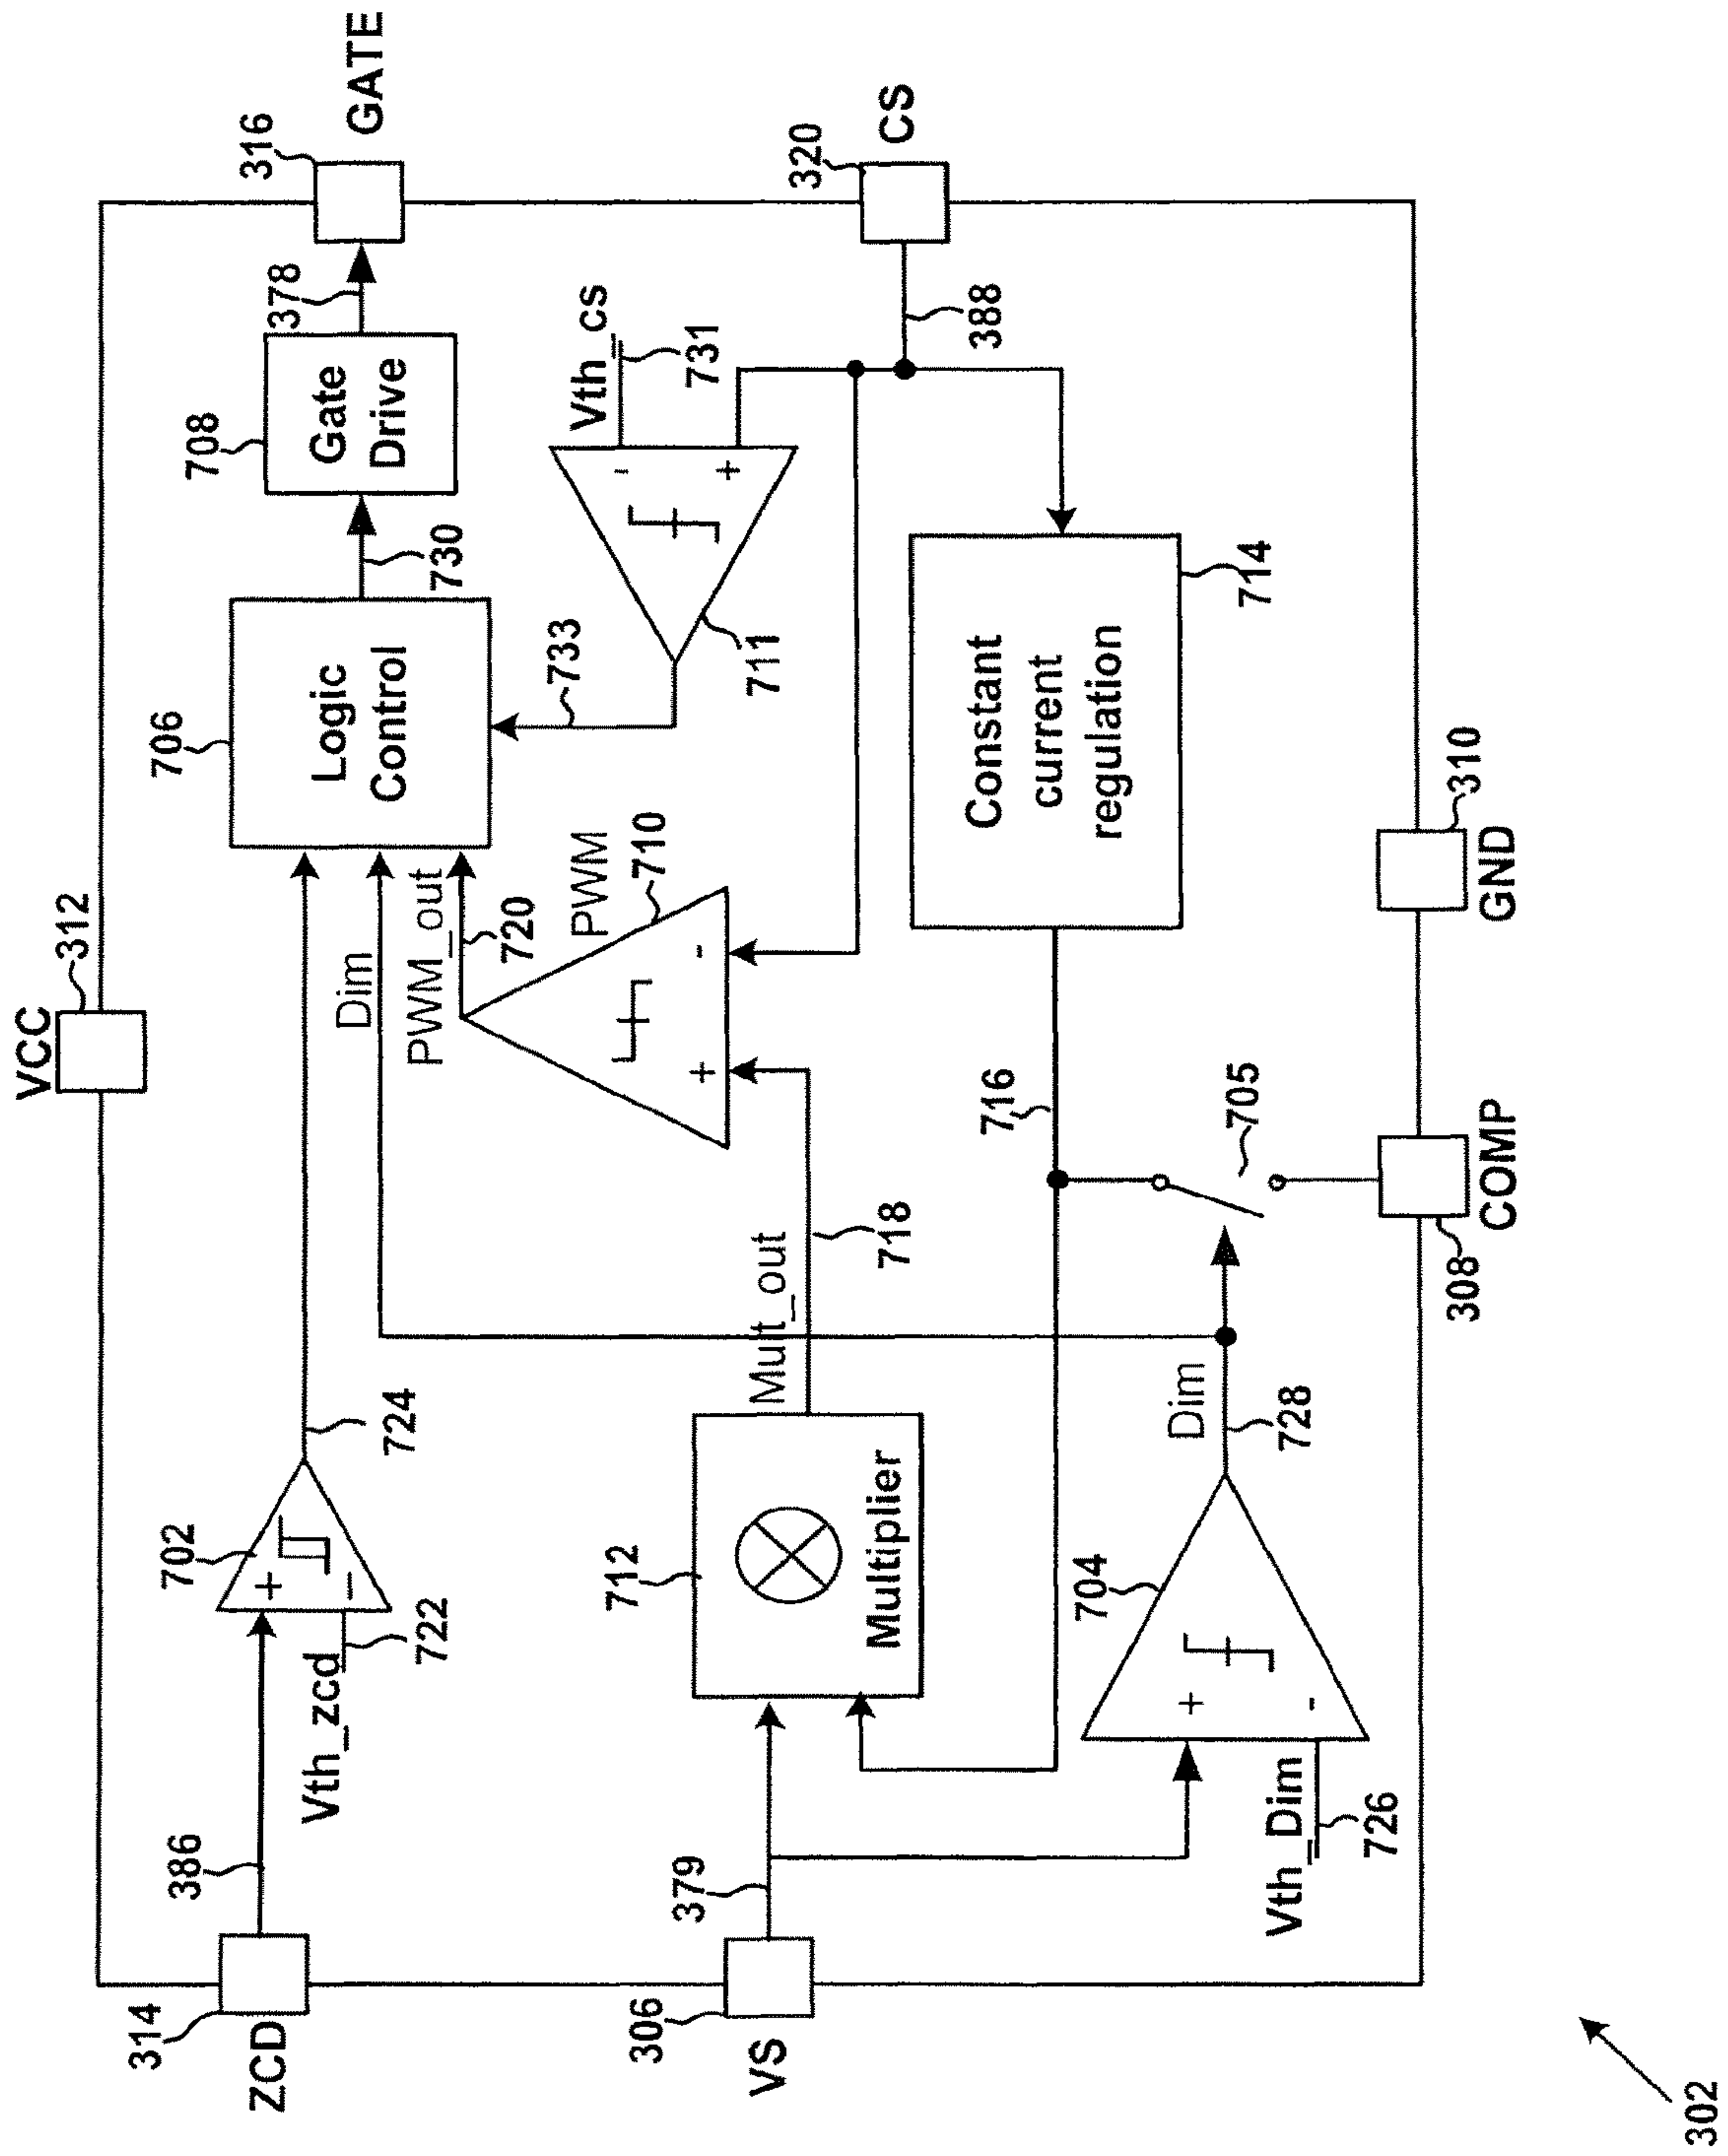 VCC
312
314
ZCD
386
Vth_zcd
722
702
+
-
724
Dim
PWM_out
720
PWM
710
+
-
706
Logic
Control
730
733
708
Gate
Drive
378
316
GATE
Vth_cs
731
-
+
711
320
CS
388
306
VS
379
712
Multiplier
Mult_out
718
716
Constant
current
regulation
714
Vth_Dim
726
704
+
-
Dim
728
705
308
COMP
310
GND
302